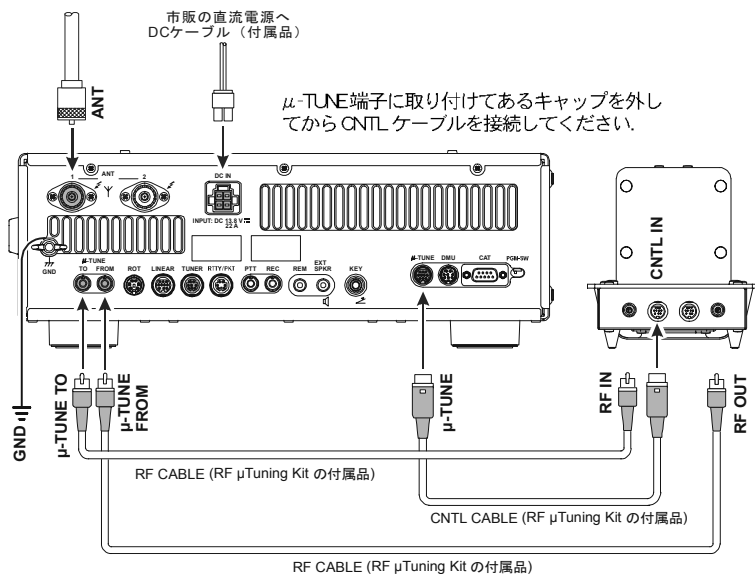 市販の直流電源へ
DCケーブル（付属品）
ANT
μ-TUNE端子に取り付けてあるキャップを外し
てからCNTLケーブルを接続してください.
1 ANT 2
DC IN
INPUT: DC 13.8 V
22 A
GND
μ-TUNE
TO FROM
ROT
LINEAR
TUNER
RTTY/PKT
PTT
REC
REM
EXT
SPKR
KEY
μ-TUNE
DMU
CAT
PGM-SW
CNTL IN
GND
μ-TUNE TO
μ-TUNE
FROM
μ-TUNE
RF IN
RF OUT
RF CABLE (RF μTuning Kit の付属品)
CNTL CABLE (RF μTuning Kit の付属品)
RF CABLE (RF μTuning Kit の付属品)